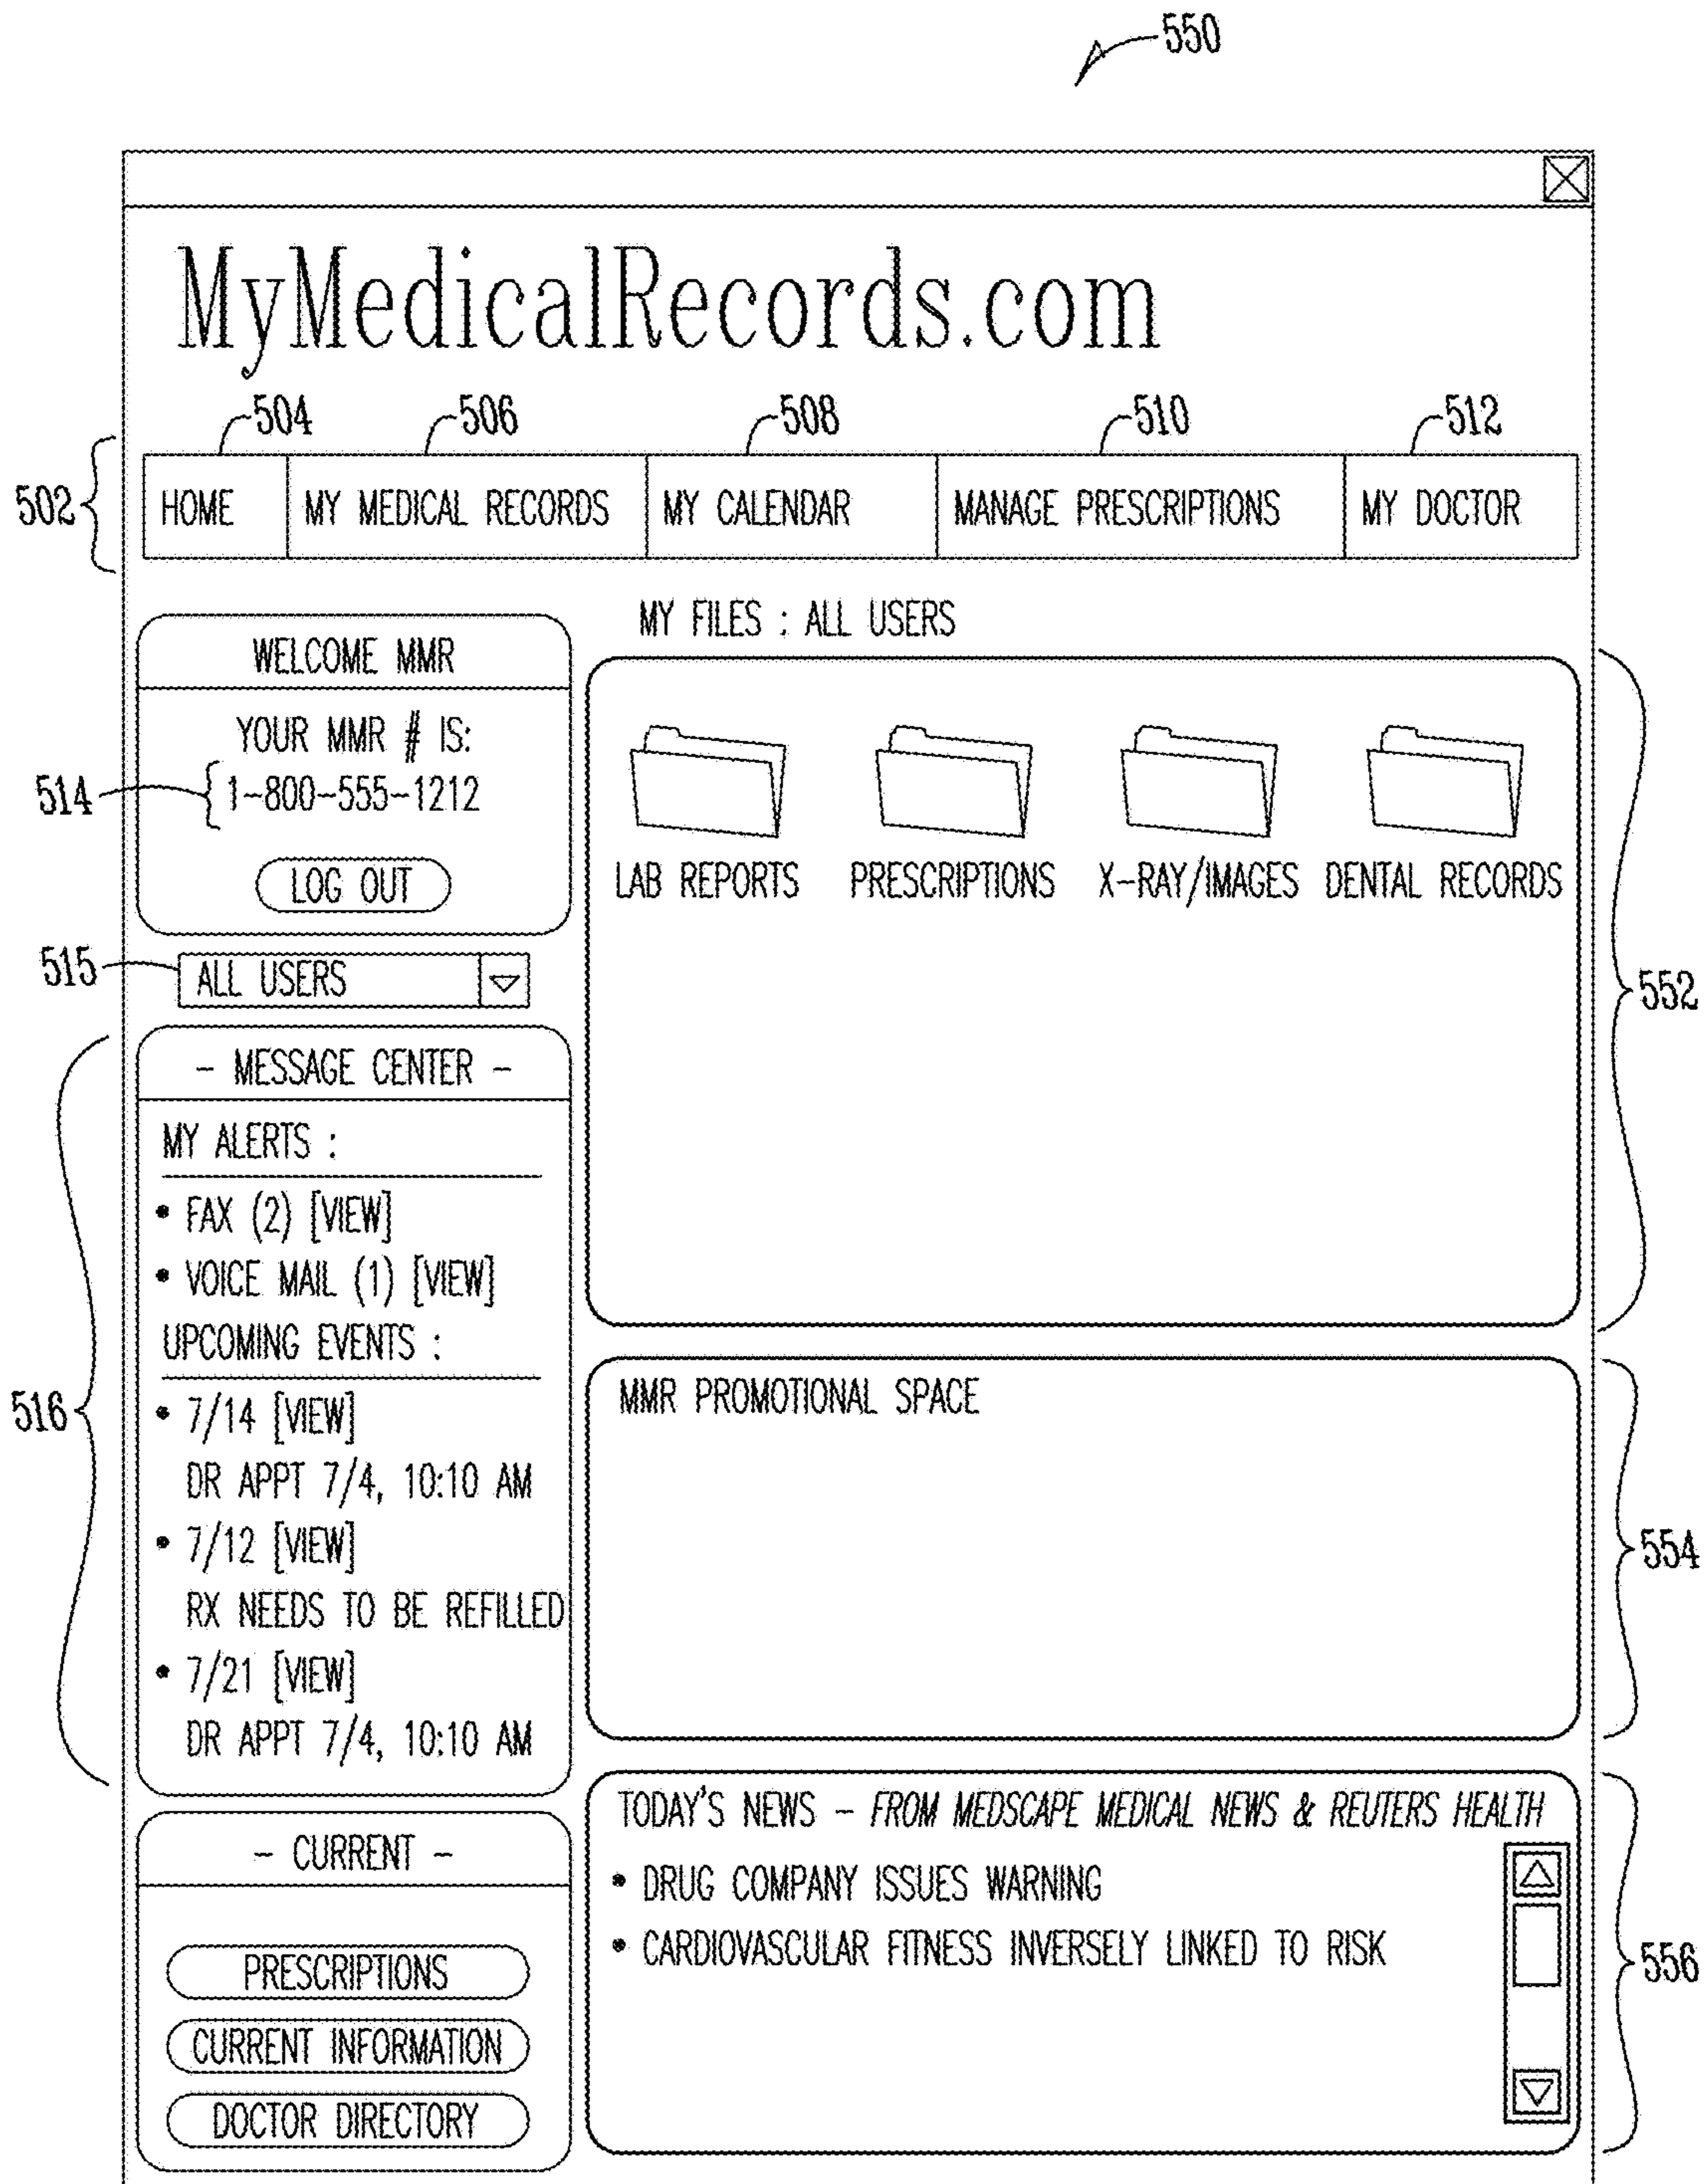 550
MyMedicalRecords.com
504 506 508 510 512
502
HOME MY MEDICAL RECORDS MY CALENDAR MANAGE PRESCRIPTIONS MY DOCTOR
WELCOME MMR
YOUR MMR # IS:
514
1-800-555-1212
LOG OUT
515
ALL USERS
516
- MESSAGE CENTER -
MY ALERTS :
• FAX (2) [VIEW]
• VOICE MAIL (1) [VIEW]
UPCOMING EVENTS :
• 7/14 [VIEW]
DR APPT 7/4, 10:10 AM
• 7/12 [VIEW]
RX NEEDS TO BE REFILLED
• 7/21 [VIEW]
DR APPT 7/4, 10:10 AM
- CURRENT -
PRESCRIPTIONS
CURRENT INFORMATION
DOCTOR DIRECTORY
MY FILES : ALL USERS
LAB REPORTS PRESCRIPTIONS X-RAY/IMAGES DENTAL RECORDS
552
MMR PROMOTIONAL SPACE
554
TODAY'S NEWS - FROM MEDSCAPE MEDICAL NEWS & REUTERS HEALTH
• DRUG COMPANY ISSUES WARNING
• CARDIOVASCULAR FITNESS INVERSELY LINKED TO RISK
556